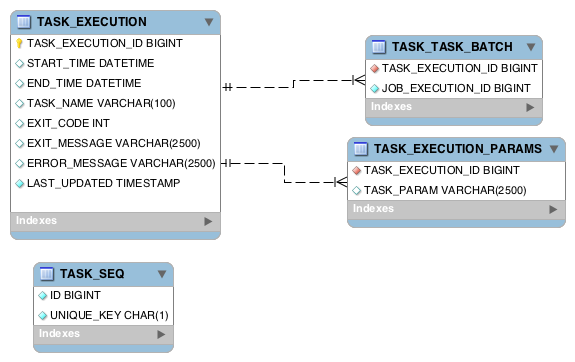 TASK_EXECUTION
TASK_EXECUTION_ID BIGINT
START_TIME DATETIME
END_TIME DATETIME
TASK_NAME VARCHAR(100)
EXIT_CODE INT
EXIT_MESSAGE VARCHAR(2500)
ERROR_MESSAGE VARCHAR(2500)
LAST_UPDATED TIMESTAMP
Indexes
TASK_TASK_BATCH
TASK_EXECUTION_ID BIGINT
JOB_EXECUTION_ID BIGINT
Indexes
TASK_EXECUTION_PARAMS
TASK_EXECUTION_ID BIGINT
TASK_PARAM VARCHAR(2500)
Indexes
TASK_SEQ
ID BIGINT
UNIQUE_KEY CHAR(1)
Indexes